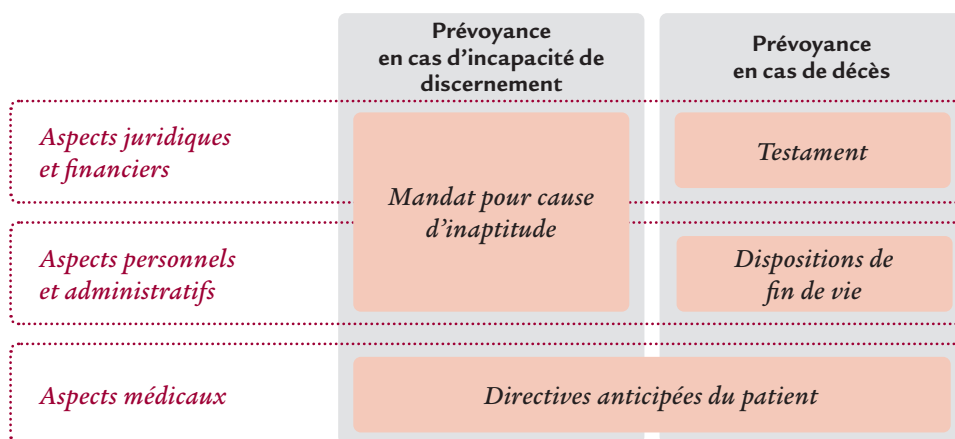 Prévoyance
en cas d'incapacité de
discernement
Prévoyance
en cas de décès
Aspects juridiques
et financiers
Mandat pour cause
d'inaptitude
Testament
Aspects personnels
et administratifs
Dispositions de
fin de vie
Aspects médicaux
Directives anticipées du patient